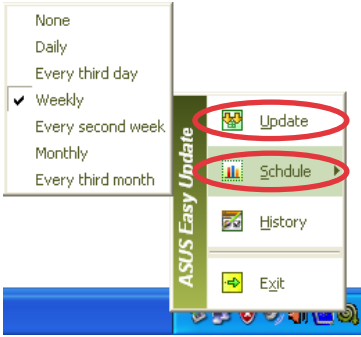 None
Daily
Every third day
Weekly
Every second week
Monthly
Every third month
ASUS Easy Update
Update
Schdule
History
Exit